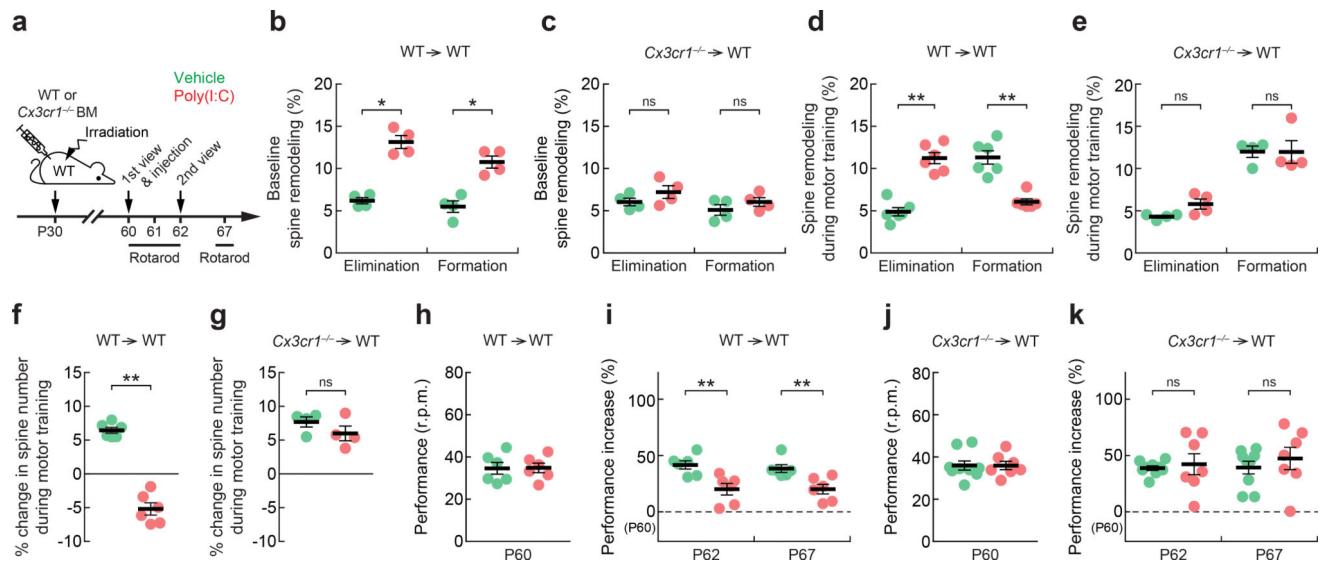 a
Vehicle
Poly(I:C)
WT or
Cx3cr1–/– BM
Irradiation
WT
1st view
& injection
2nd view
P30
60
61
62
67
Rotarod
Rotarod
b
WT → WT
Baseline
spine remodeling (%)
20
15
10
5
0
*
*
Elimination
Formation
c
Cx3cr1–/– → WT
Baseline
spine remodeling (%)
20
15
10
5
0
ns
ns
Elimination
Formation
d
WT → WT
Spine remodeling
during motor training (%)
20
15
10
5
0
**
**
Elimination
Formation
e
Cx3cr1–/– → WT
Spine remodeling
during motor training (%)
20
15
10
5
0
ns
ns
Elimination
Formation
f
WT → WT
% change in spine number
during motor training
15
10
5
0
-5
-10
**
g
Cx3cr1–/– → WT
% change in spine number
during motor training
15
10
5
0
-5
-10
ns
h
WT → WT
Performance (r.p.m.)
80
60
40
20
0
P60
i
WT → WT
Performance increase (%)
100
50
0
(P60)
**
**
P62
P67
j
Cx3cr1–/– → WT
Performance (r.p.m.)
80
60
40
20
0
P60
k
Cx3cr1–/– → WT
Performance increase (%)
100
50
0
(P60)
ns
ns
P62
P67